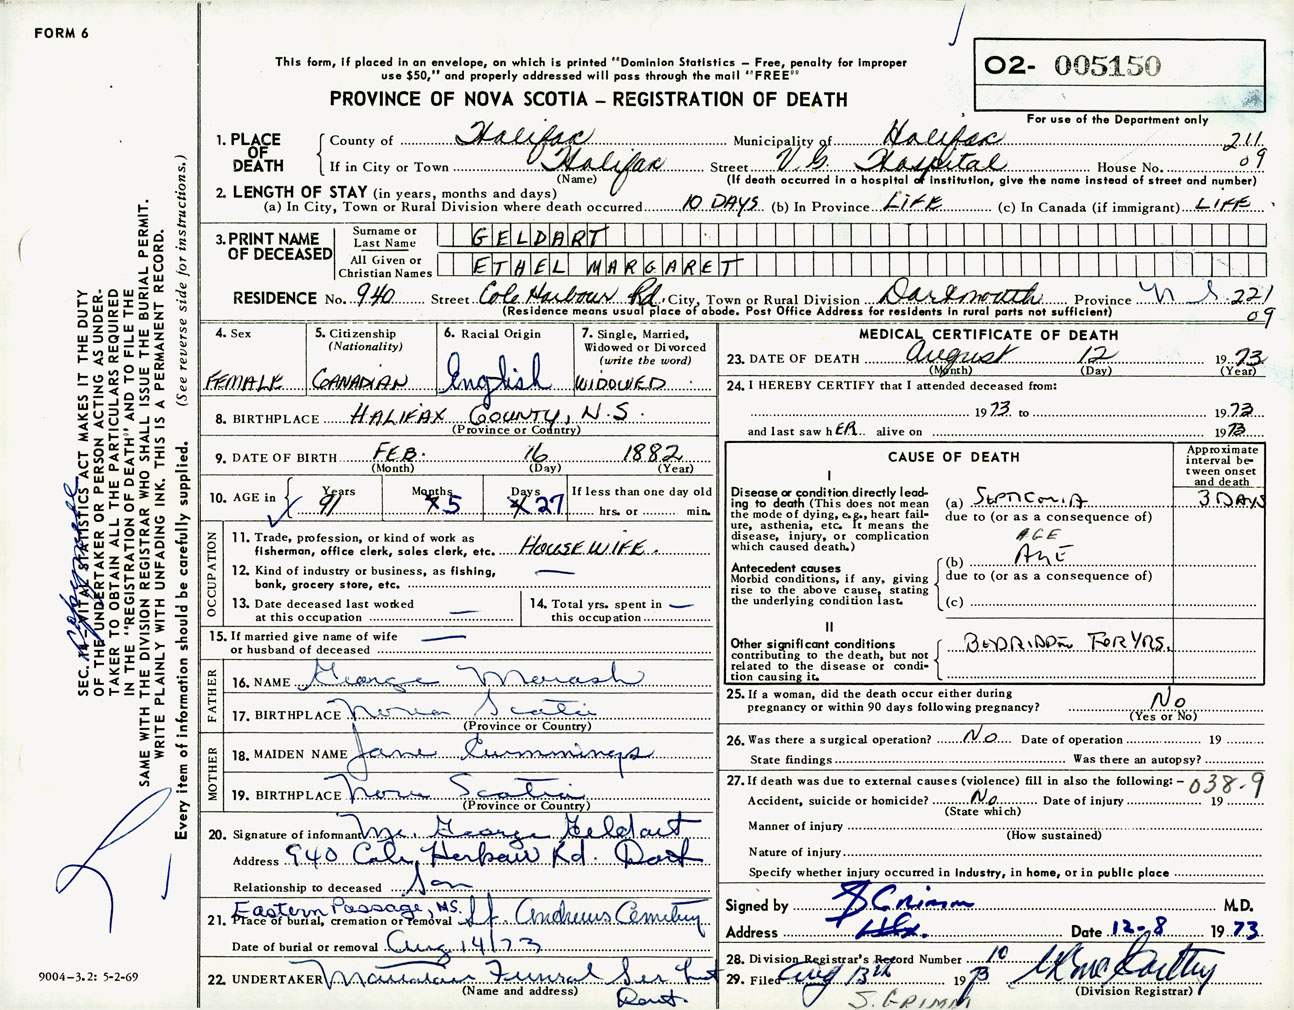 FORM 6
This form, if placed in an envelope, on which is printed "Dominion Statistics – Free, penalty for improper
use $50," and properly addressed will pass through the mail "FREE"
PROVINCE OF NOVA SCOTIA – REGISTRATION OF DEATH
02- 005150
For use of the Department only
1. PLACE OF DEATH
County of Halifax Municipality of Halifax 211
If in City or Town Halifax Street V.G. Hospital House No. 09
(Name) (If death occurred in a hospital or institution, give the name instead of street and number)
2. LENGTH OF STAY (in years, months and days)
(a) In City, Town or Rural Division where death occurred 10 DAYS (b) In Province LIFE (c) In Canada (if immigrant) LIFE
3. PRINT NAME OF DECEASED
Surname or Last Name GELDART
All Given or Christian Names ETHEL MARGARET
RESIDENCE No. 940 Street Cole Harbour Rd. City, Town or Rural Division Dartmouth Province N.S. 221
(Residence means usual place of abode. Post Office Address for residents in rural parts not sufficient) 09
4. Sex
FEMALE
5. Citizenship
(Nationality)
CANADIAN
6. Racial Origin
English
7. Single, Married,
Widowed or Divorced
(write the word)
WIDOWED
8. BIRTHPLACE HALIFAX COUNTY, N.S.
(Province or Country)
9. DATE OF BIRTH FEB. 16 1882
(Month) (Day) (Year)
10. AGE in
Years 91
Months 5
Days 27
If less than one day old
hrs. or min.
OCCUPATION
11. Trade, profession, or kind of work as
fisherman, office clerk, sales clerk, etc. HOUSEWIFE.
12. Kind of industry or business, as fishing,
bank, grocery store, etc. —
13. Date deceased last worked
at this occupation —
14. Total yrs. spent in —
this occupation
15. If married give name of wife
or husband of deceased —
FATHER
16. NAME George Morash
17. BIRTHPLACE Nova Scotia
(Province or Country)
MOTHER
18. MAIDEN NAME Jane Cummings
19. BIRTHPLACE Nova Scotia
(Province or Country)
20. Signature of informant Mr. George Geldart
Address 940 Cole Harbour Rd. Dart
Relationship to deceased Son
Eastern Passage, N.S.
21. Place of burial, cremation or removal St. Andrews Cemetery
Date of burial or removal Aug 14/73
22. UNDERTAKER Funeral Ser
(Name and address) Dart.
MEDICAL CERTIFICATE OF DEATH
23. DATE OF DEATH August 12 1973
(Month) (Day) (Year)
24. I HEREBY CERTIFY that I attended deceased from:
1973 to 1973
and last saw hER alive on 1973
CAUSE OF DEATH
Approximate interval between onset and death
I
Disease or condition directly leading to death (This does not mean the mode of dying, e.g., heart failure, asthenia, etc. It means the disease, injury, or complication which caused death.)
(a) 3 DAYS
due to (or as a consequence of)
AGE
(b) AGE
Antecedent causes
Morbid conditions, if any, giving rise to the above cause, stating the underlying condition last.
due to (or as a consequence of)
(c)
II
Other significant conditions
contributing to the death, but not related to the disease or condition causing it.
BEDRIDDEN FOR YRS.
25. If a woman, did the death occur either during
pregnancy or within 90 days following pregnancy? No
(Yes or No)
26. Was there a surgical operation? No Date of operation 19
State findings Was there an autopsy?
27. If death was due to external causes (violence) fill in also the following: – 038.9
Accident, suicide or homicide? No Date of injury 19
(State which)
Manner of injury
(How sustained)
Nature of injury
Specify whether injury occurred in industry, in home, or in public place
Signed by S Grimm M.D.
Address Hfx. Date 12-8 1973
28. Division Registrar's Record Number 10
29. Filed Aug 13th 1973
(Division Registrar)
S. GRIMM
SEC. VITAL STATISTICS ACT MAKES IT THE DUTY
OF THE UNDERTAKER OR PERSON ACTING AS UNDER-
TAKER TO OBTAIN ALL THE PARTICULARS REQUIRED
IN THE "REGISTRATION OF DEATH" AND TO FILE THE
SAME WITH THE DIVISION REGISTRAR WHO SHALL ISSUE THE BURIAL PERMIT.
WRITE PLAINLY WITH UNFADING INK. THIS IS A PERMANENT RECORD.
Every item of information should be carefully supplied. (See reverse side for instructions.)
9004–3.2: 5-2-69